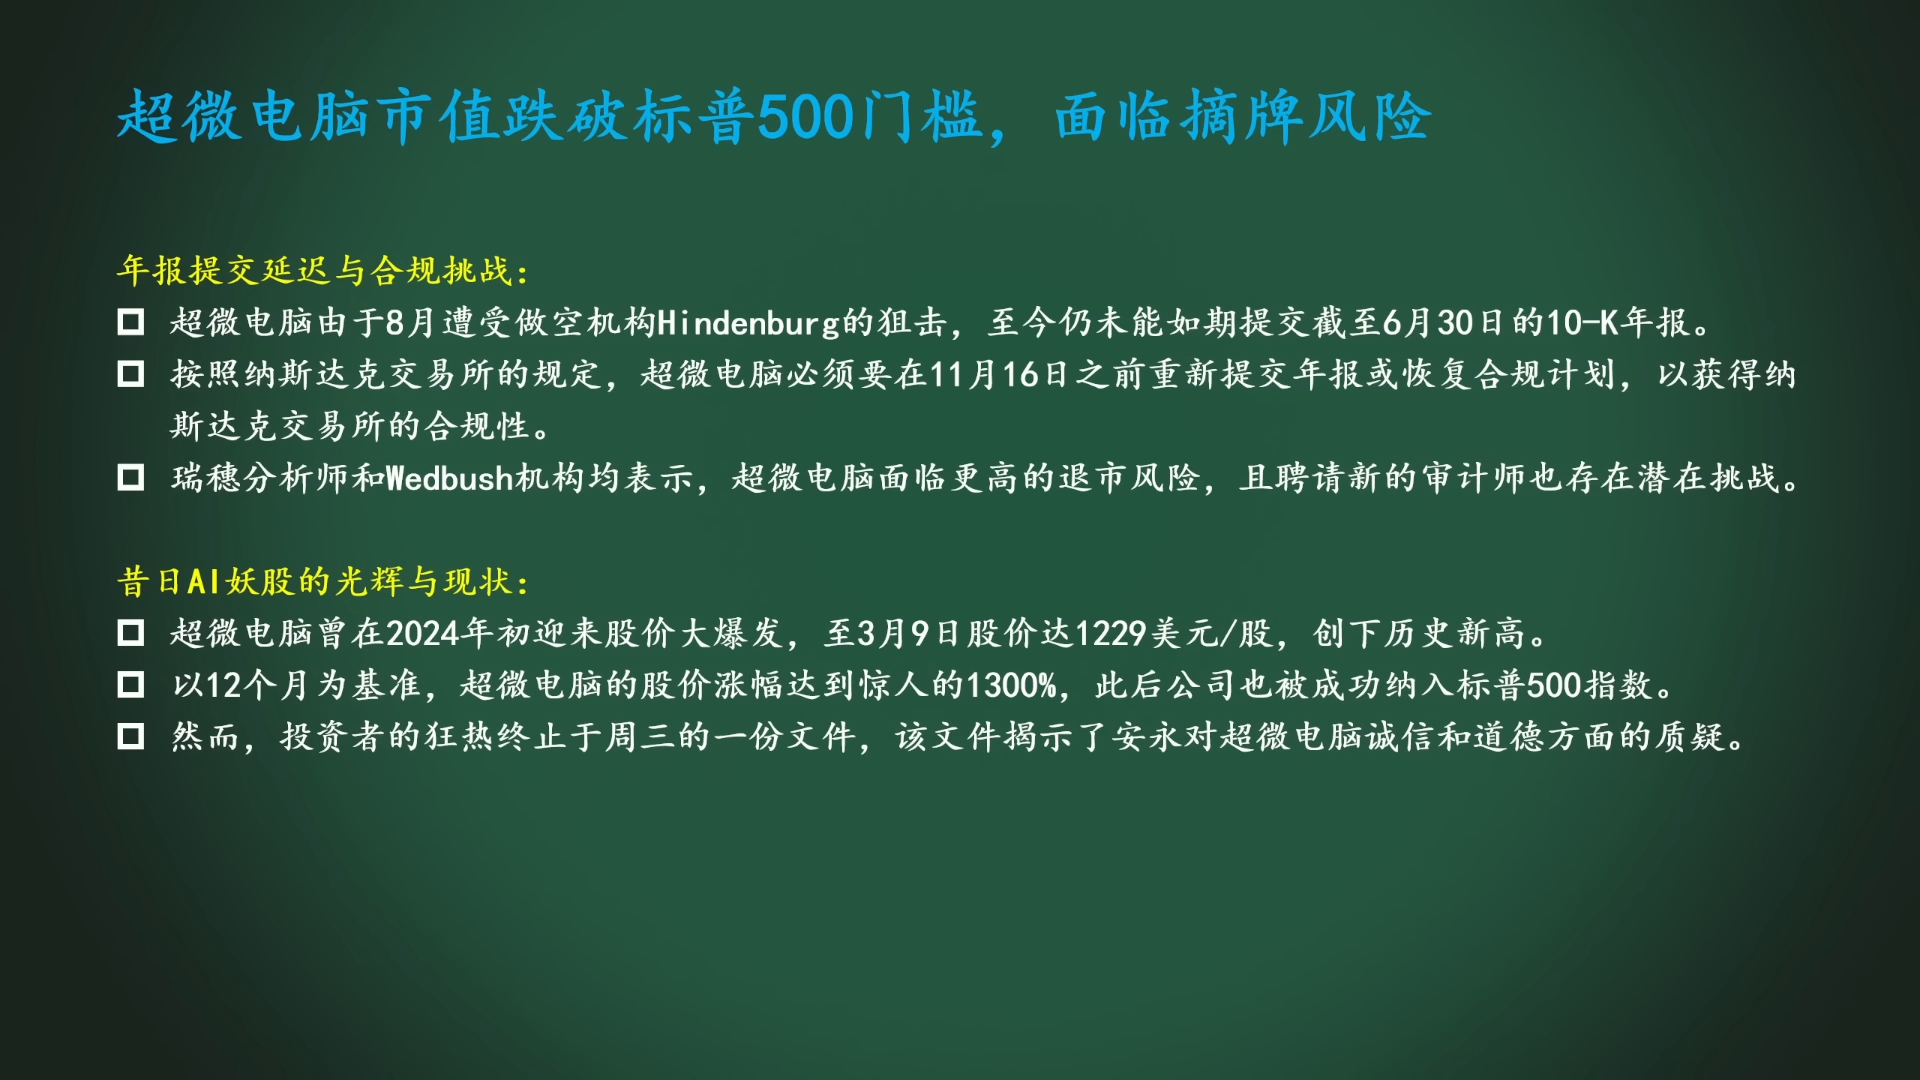 超微电脑市值跌破标普500门槛，面临摘牌风险
年报提交延迟与合规挑战：
超微电脑由于8月遭受做空机构Hindenburg的狙击，至今仍未能如期提交截至6月30日的10-K年报。
按照纳斯达克交易所的规定，超微电脑必须要在11月16日之前重新提交年报或恢复合规计划，以获得纳
斯达克交易所的合规性。
瑞穗分析师和Wedbush机构均表示，超微电脑面临更高的退市风险，且聘请新的审计师也存在潜在挑战。
昔日AI妖股的光辉与现状：
超微电脑曾在2024年初迎来股价大爆发，至3月9日股价达1229美元/股，创下历史新高。
以12个月为基准，超微电脑的股价涨幅达到惊人的1300%，此后公司也被成功纳入标普500指数。
然而，投资者的狂热终止于周三的一份文件，该文件揭示了安永对超微电脑诚信和道德方面的质疑。